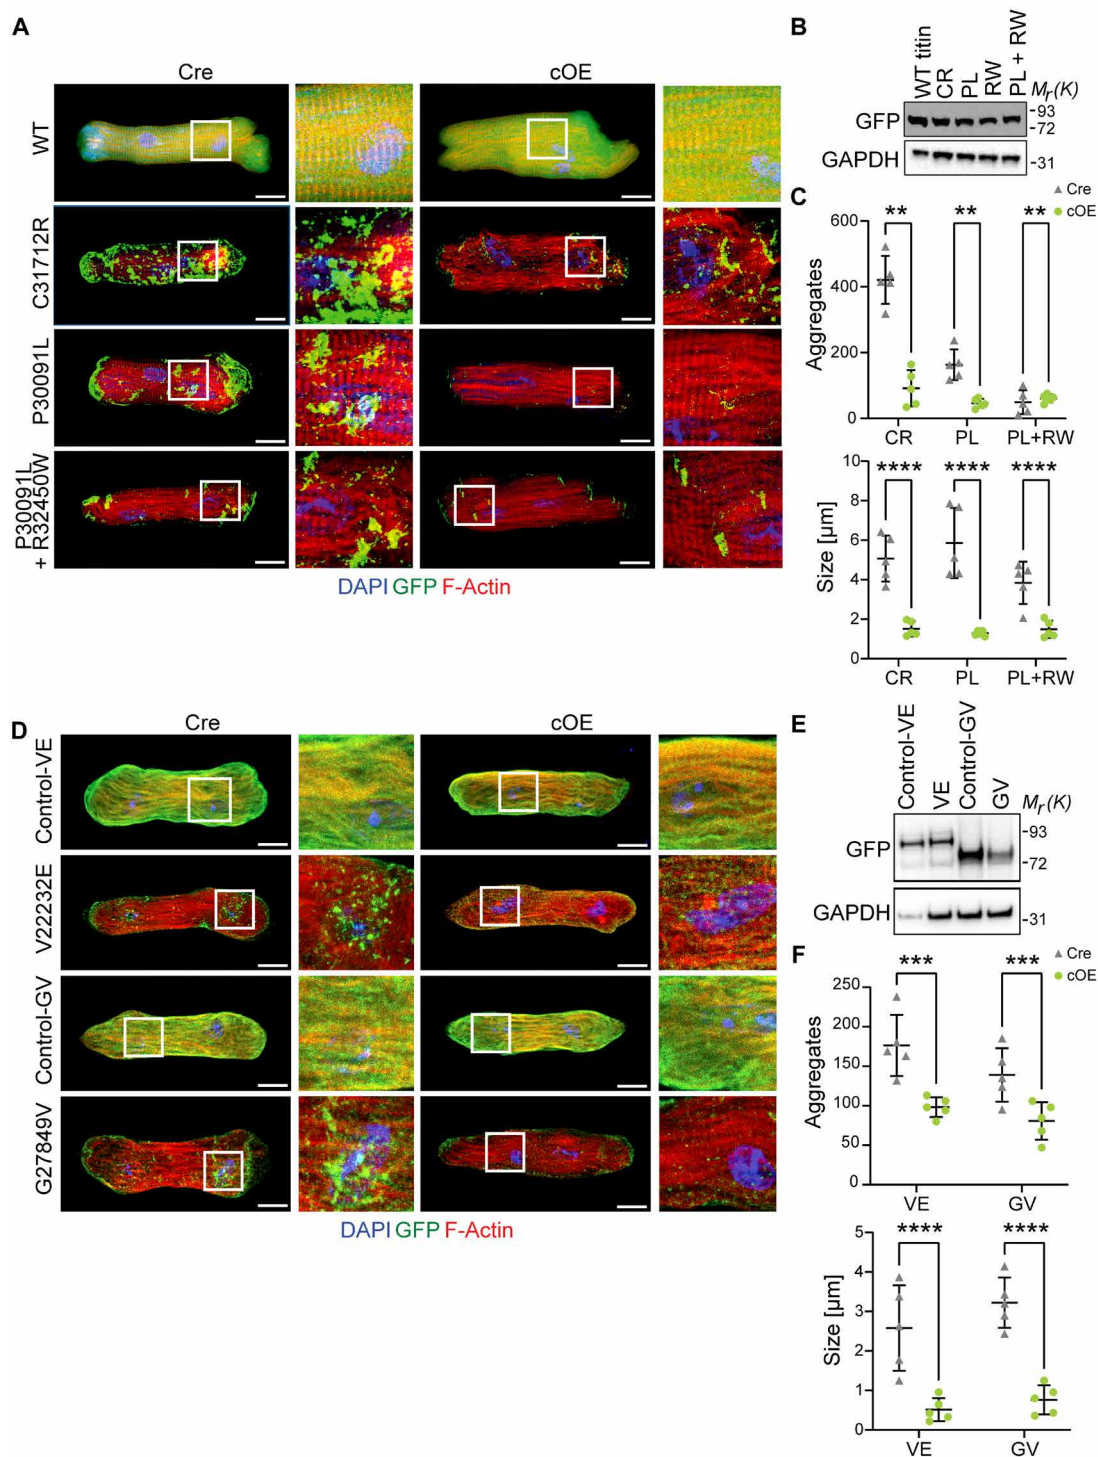 A
Cre
cOE
WT
C31712R
P30091L
P30091L
+ R32450W
DAPI GFP F-Actin
B
WT titin
CR
PL
RW
PL + RW
Mr(K)
GFP
-93
-72
GAPDH
-31
C
Cre
cOE
** ** **
600
400
200
0
Aggregates
CR PL PL+RW
**** **** ****
10
8
6
4
2
0
Size [µm]
CR PL PL+RW
D
Cre
cOE
Control-VE
V22232E
Control-GV
G27849V
DAPI GFP F-Actin
E
Control-VE
VE
Control-GV
GV
Mr(K)
GFP
-93
-72
GAPDH
-31
F
Cre
cOE
*** ***
250
200
150
100
50
0
Aggregates
VE GV
**** ****
5
4
3
2
1
0
Size [µm]
VE GV